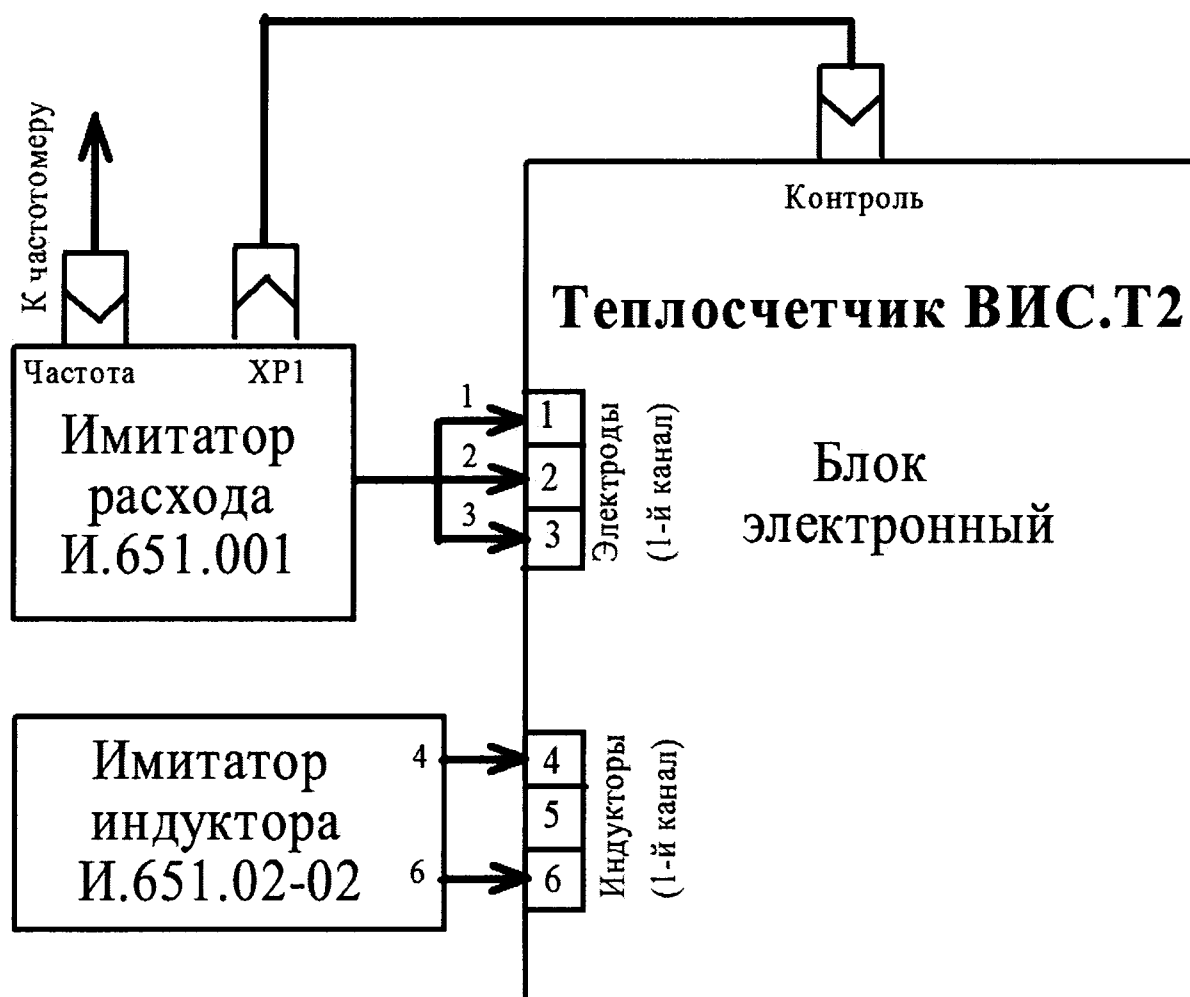 К частотомеру
Контроль
Теплосчетчик ВИС.Т2
Частота
XP1
Имитатор
расхода
И.651.001
1
2
3
1
2
3
Электроды
(1-й канал)
Блок
электронный
Имитатор
индуктора
И.651.02-02
4
6
4
5
6
Индукторы
(1-й канал)